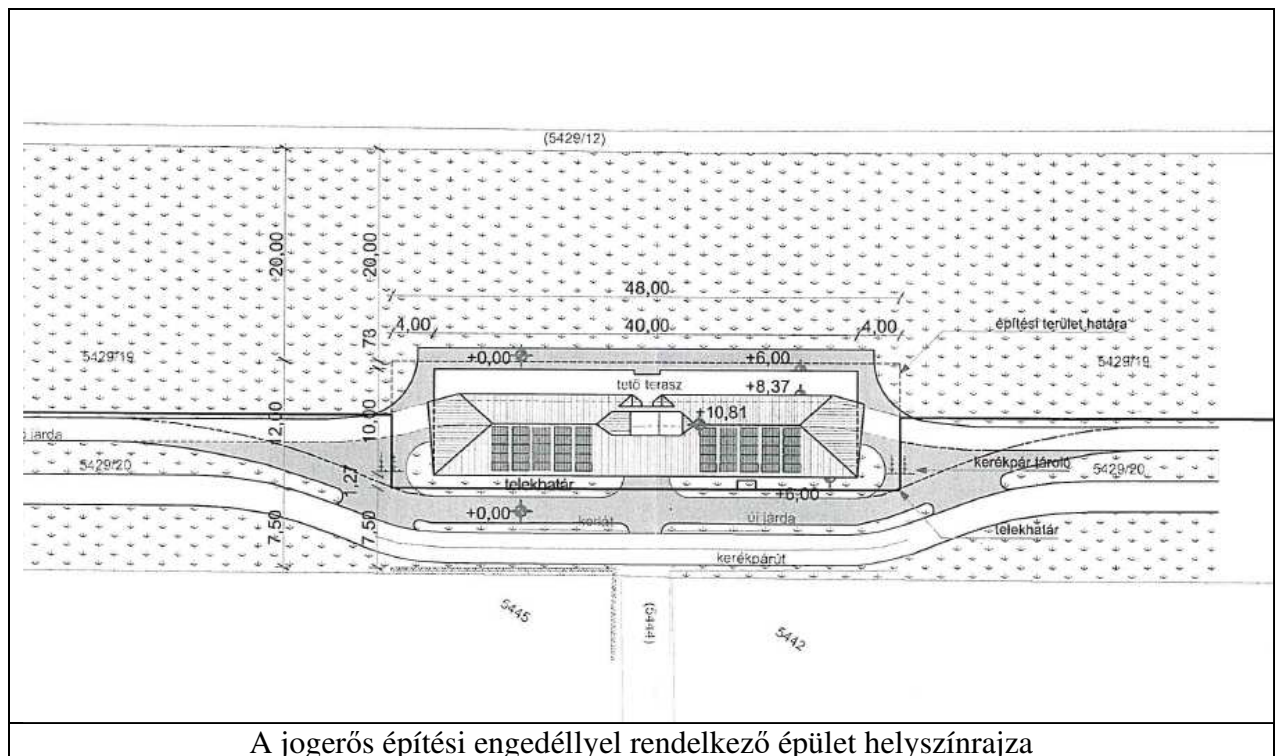 (5429/12)
20,00
20,00
48,00
4,00
40,00
4,00
építési terület határa
73
5429/19
+0,00
+6,00
5429/19
tető terasz
+8,37
+10,81
12,00
10,00
járda
5429/20
kerékpár tároló
5429/20
1,27
telekhatár
+6,00
7,50
7,50
+0,00
korlát
új járda
telekhatár
kerékpárút
5445
(5444)
5442
A jogerős építési engedéllyel rendelkező épület helyszínrajza